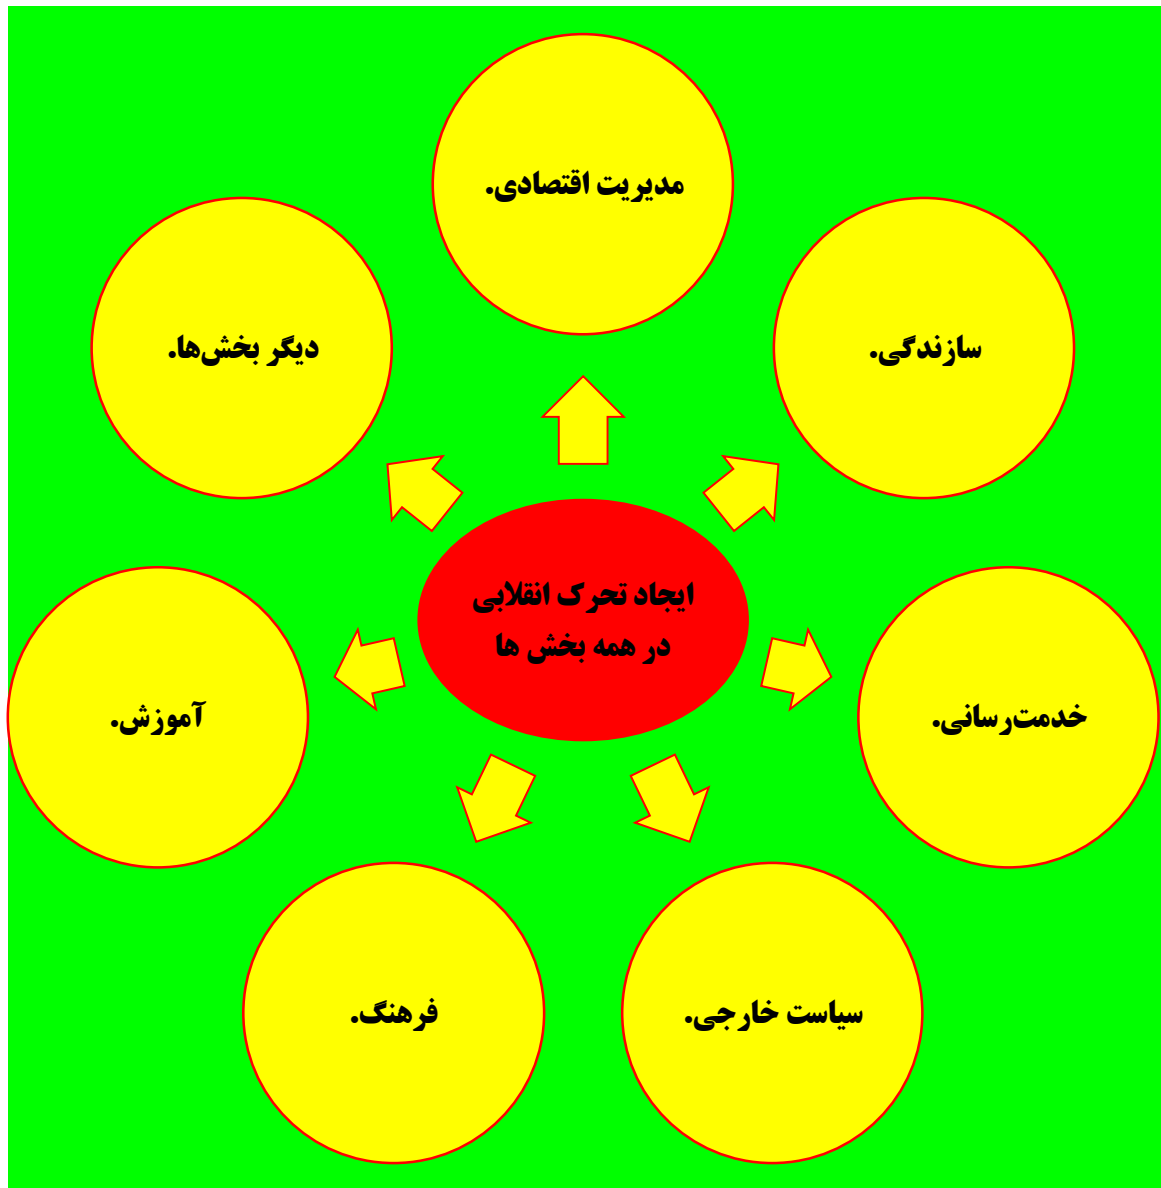 مدیریت اقتصادی.
سازندگی.
دیگر بخش‌ها.
ایجاد تحرک انقلابی
در همه بخش ها
خدمت‌رسانی.
آموزش.
سیاست خارجی.
فرهنگ.